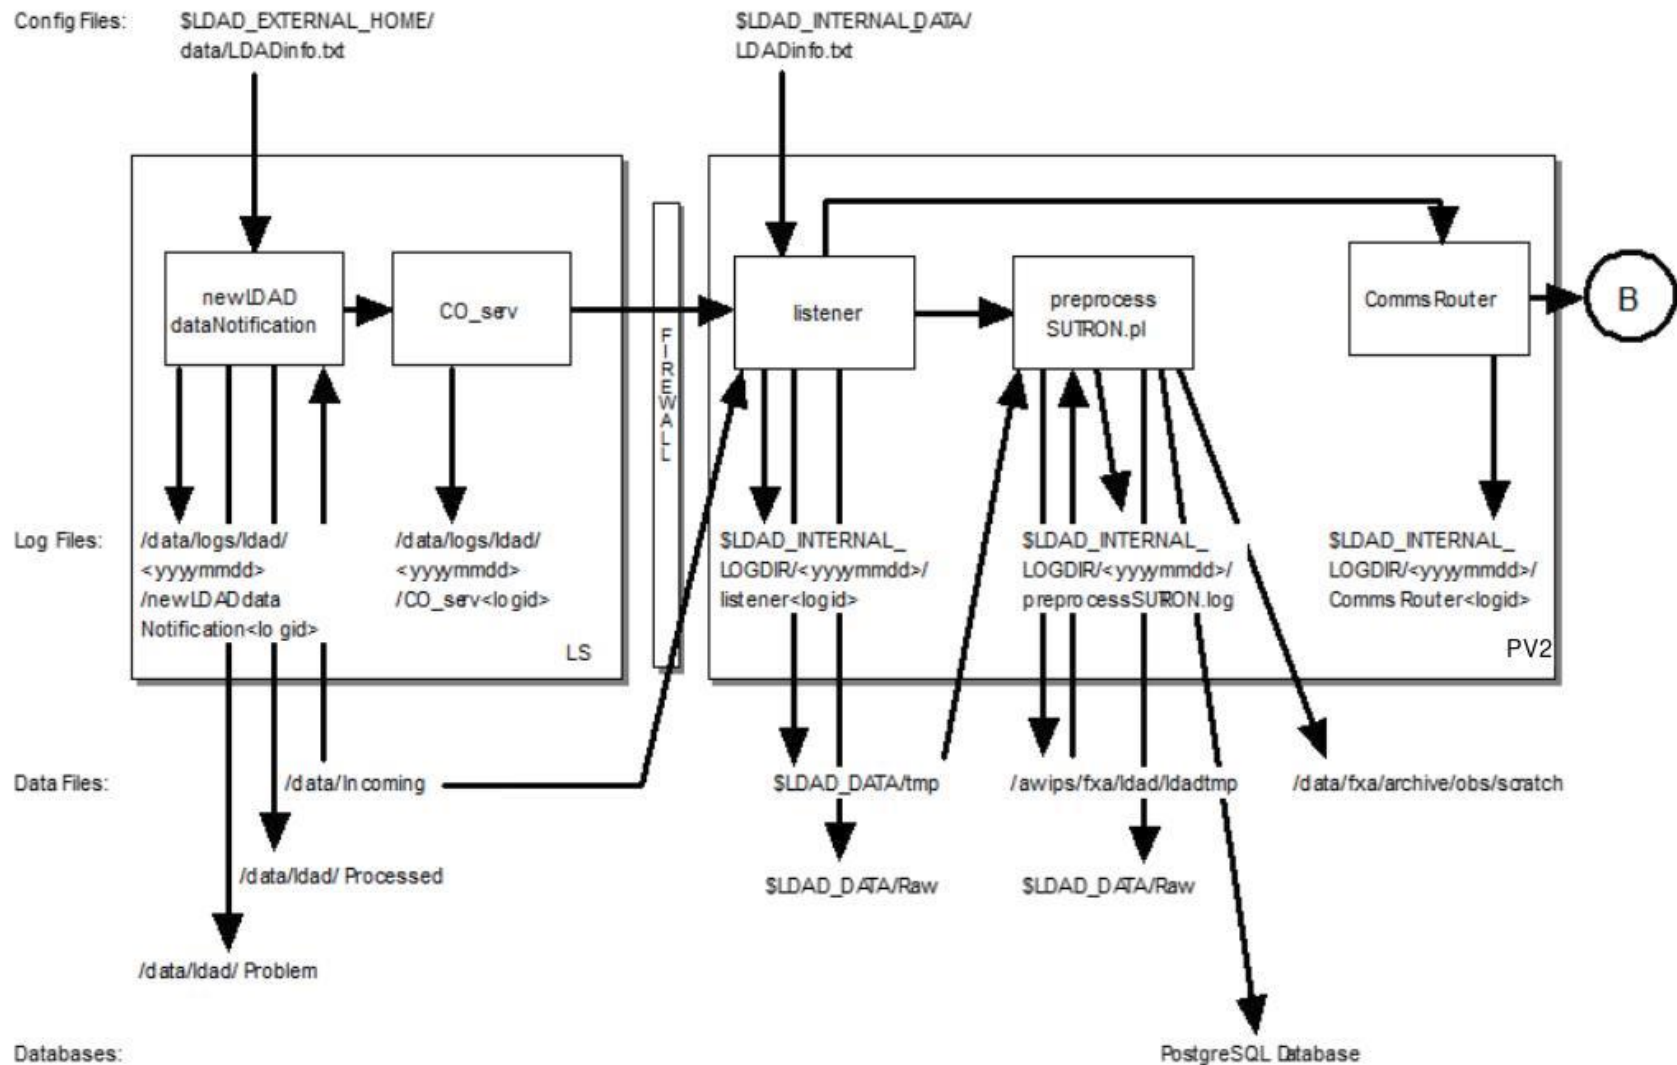 Config Files:
$LDAD_EXTERNAL_HOME/
data/LDADinfo.txt
$LDAD_INTERNAL_DATA/
LDADinfo.txt
newLDAD
dataNotification
CO_serv
FIREWALL
listener
preprocess
SUTRON.pl
CommsRouter
B
Log Files:
/data/logs/ldad/
<yyyymmdd>
/newLDADdata
Notification<logid>
/data/logs/ldad/
<yyyymmdd>
/CO_serv<logid>
$LDAD_INTERNAL_
LOGDIR/<yyyymmdd>/
listener<logid>
$LDAD_INTERNAL_
LOGDIR/<yyyymmdd>/
preprocessSUTRON.log
$LDAD_INTERNAL_
LOGDIR/<yyyymmdd>/
Comms Router<logid>
LS
PV2
Data Files:
/data/Incoming
$LDAD_DATA/tmp
/awips/fxa/ldad/ldadtmp
/data/fxa/archive/obs/scratch
/data/ldad/ Processed
$LDAD_DATA/Raw
$LDAD_DATA/Raw
/data/ldad/ Problem
Databases:
PostgreSQL Database